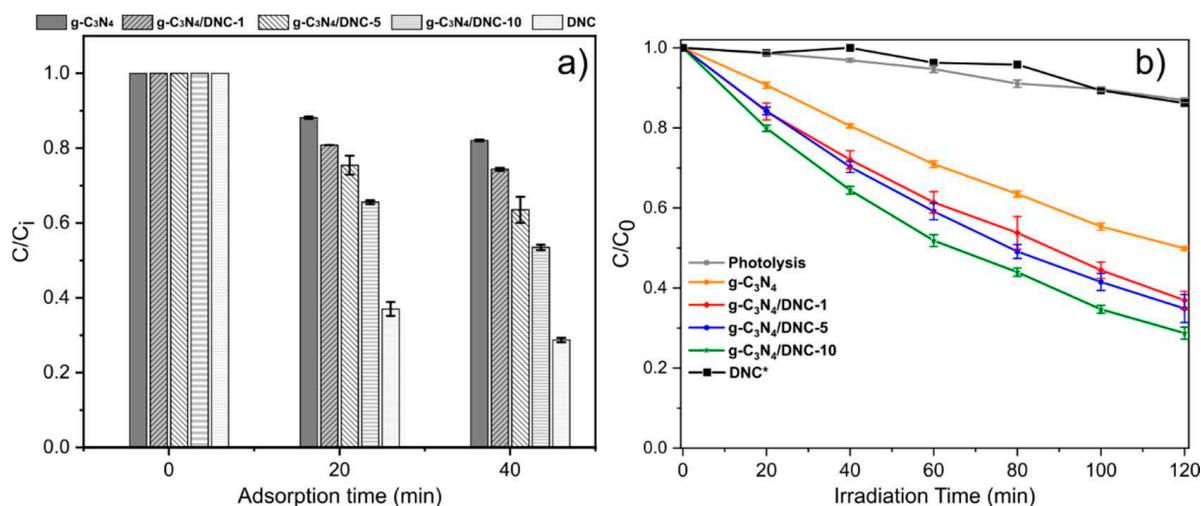 g-C₃N₄ g-C₃N₄/DNC-1 g-C₃N₄/DNC-5 g-C₃N₄/DNC-10 DNC
a)
1.0
0.8
0.6
0.4
0.2
0.0
C/Cᵢ
0 20 40
Adsorption time (min)
b)
1.0
0.8
0.6
0.4
0.2
0.0
C/C₀
Photolysis
g-C₃N₄
g-C₃N₄/DNC-1
g-C₃N₄/DNC-5
g-C₃N₄/DNC-10
DNC*
0 20 40 60 80 100 120
Irradiation Time (min)